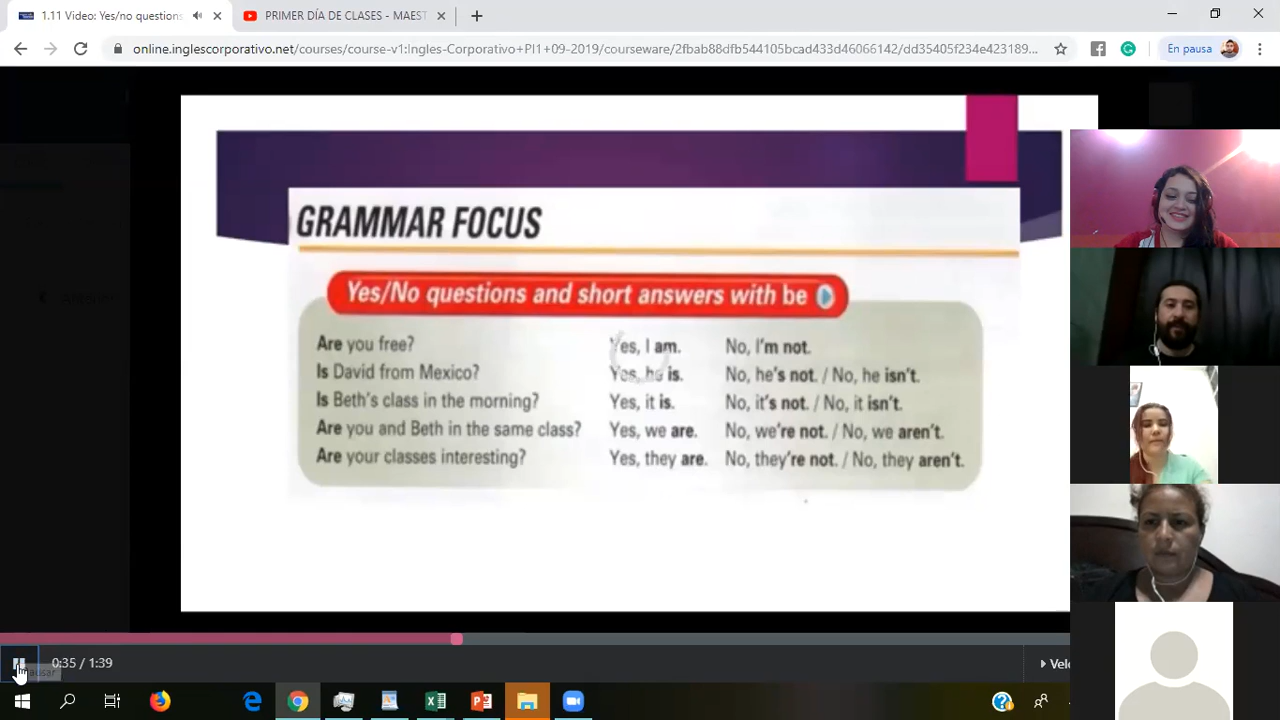 1.11 Video: Yes/no questions
PRIMER DÍA DE CLASES - MAEST
online.inglescorporativo.net/courses/course-v1:Ingles-Corporativo+PI1+09-2019/courseware/2fbab88dfb544105bcad433d46066142/dd35405f234e423189...
En pausa
GRAMMAR FOCUS
Yes/No questions and short answers with be
Are you free? Yes, I am. No, I'm not.
Is David from Mexico? Yes, he is. No, he's not. / No, he isn't.
Is Beth's class in the morning? Yes, it is. No, it's not. / No, it isn't.
Are you and Beth in the same class? Yes, we are. No, we're not. / No, we aren't.
Are your classes interesting? Yes, they are. No, they're not. / No, they aren't.
0:35 / 1:39
Velo